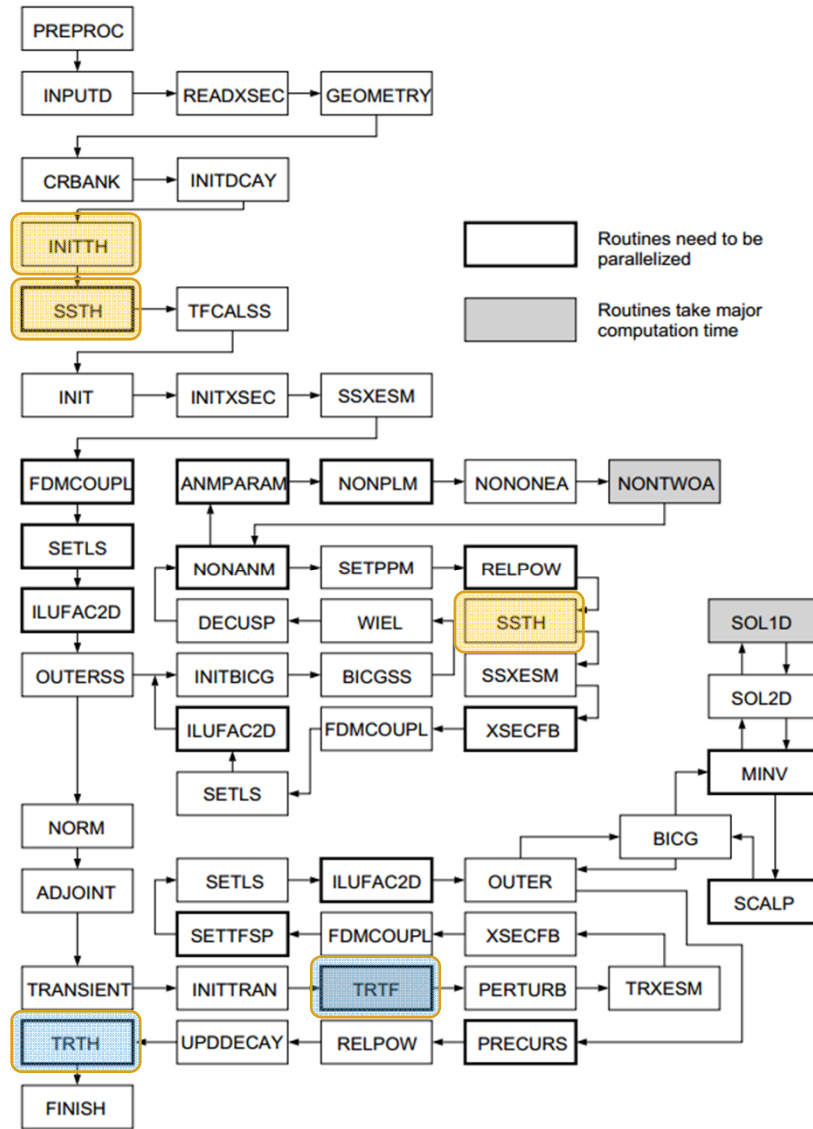 PREPROC
INPUTD
READXSEC
GEOMETRY
CRBANK
INITDCAY
INITTH
Routines need to be
parallelized
SSTH
TFCALSS
Routines take major
computation time
INIT
INITXSEC
SSXESM
FDMCOUPL
ANMPARAM
NONPLM
NONONEA
NONTWOA
SETLS
NONANM
SETPPM
RELPOW
ILUFAC2D
DECUSP
WIEL
SSTH
SOL1D
OUTERSS
INITBICG
BICGSS
SSXESM
SOL2D
ILUFAC2D
FDMCOUPL
XSECFB
MINV
SETLS
NORM
BICG
ADJOINT
SETLS
ILUFAC2D
OUTER
SCALP
SETTFSP
FDMCOUPL
XSECFB
TRANSIENT
INITTRAN
TRTF
PERTURB
TRXESM
TRTH
UPDDECAY
RELPOW
PRECURS
FINISH